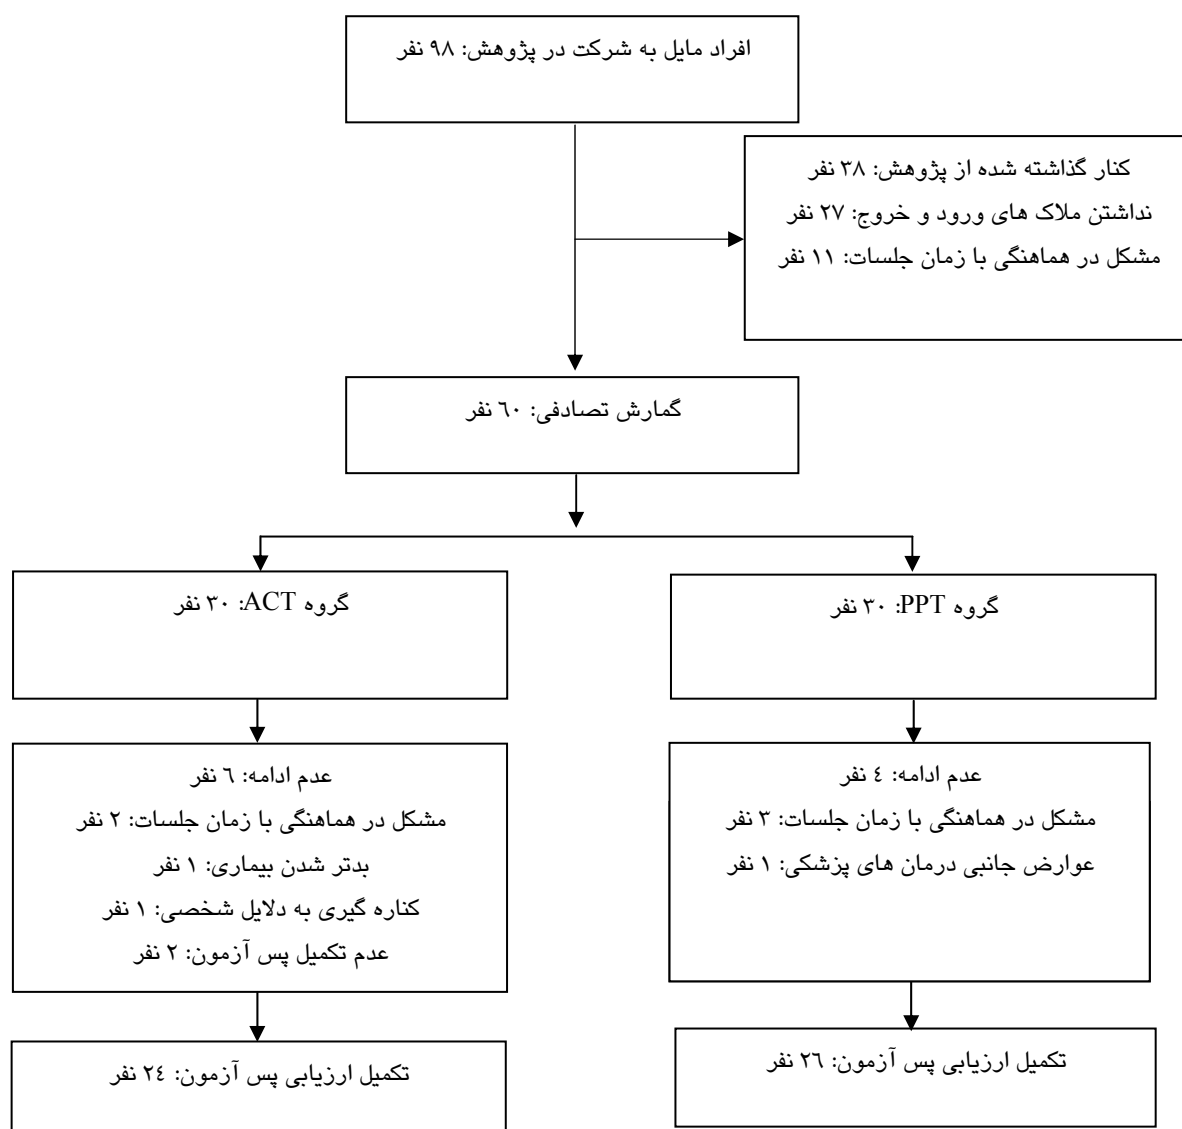 افراد مایل به شرکت در پژوهش: ۹۸ نفر
کنار گذاشته شده از پژوهش: ۳۸ نفر
نداشتن ملاک های ورود و خروج: ۲۷ نفر
مشکل در هماهنگی با زمان جلسات: ۱۱ نفر
گمارش تصادفی: ٦۰ نفر
گروه PPT: ۳۰ نفر
گروه ACT: ۳۰ نفر
عدم ادامه: ٤ نفر
مشکل در هماهنگی با زمان جلسات: ۳ نفر
عوارض جانبی درمان های پزشکی: ۱ نفر
عدم ادامه: ٦ نفر
مشکل در هماهنگی با زمان جلسات: ۲ نفر
بدتر شدن بیماری: ۱ نفر
کناره گیری به دلایل شخصی: ۱ نفر
عدم تکمیل پس آزمون: ۲ نفر
تکمیل ارزیابی پس آزمون: ۲٦ نفر
تکمیل ارزیابی پس آزمون: ۲٤ نفر